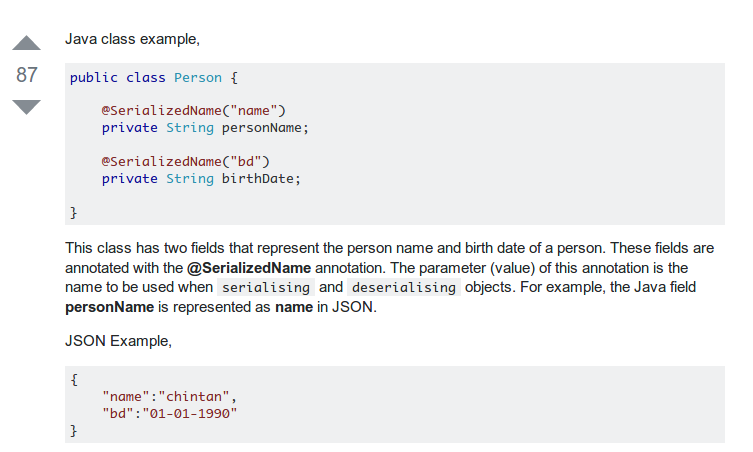 Java class example,
87
public class Person {
@SerializedName("name")
private String personName;
@SerializedName("bd")
private String birthDate;
}
This class has two fields that represent the person name and birth date of a person. These fields are
annotated with the @SerializedName annotation. The parameter (value) of this annotation is the
name to be used when serialising and deserialising objects. For example, the Java field
personName is represented as name in JSON.
JSON Example,
{
"name":"chintan",
"bd":"01-01-1990"
}